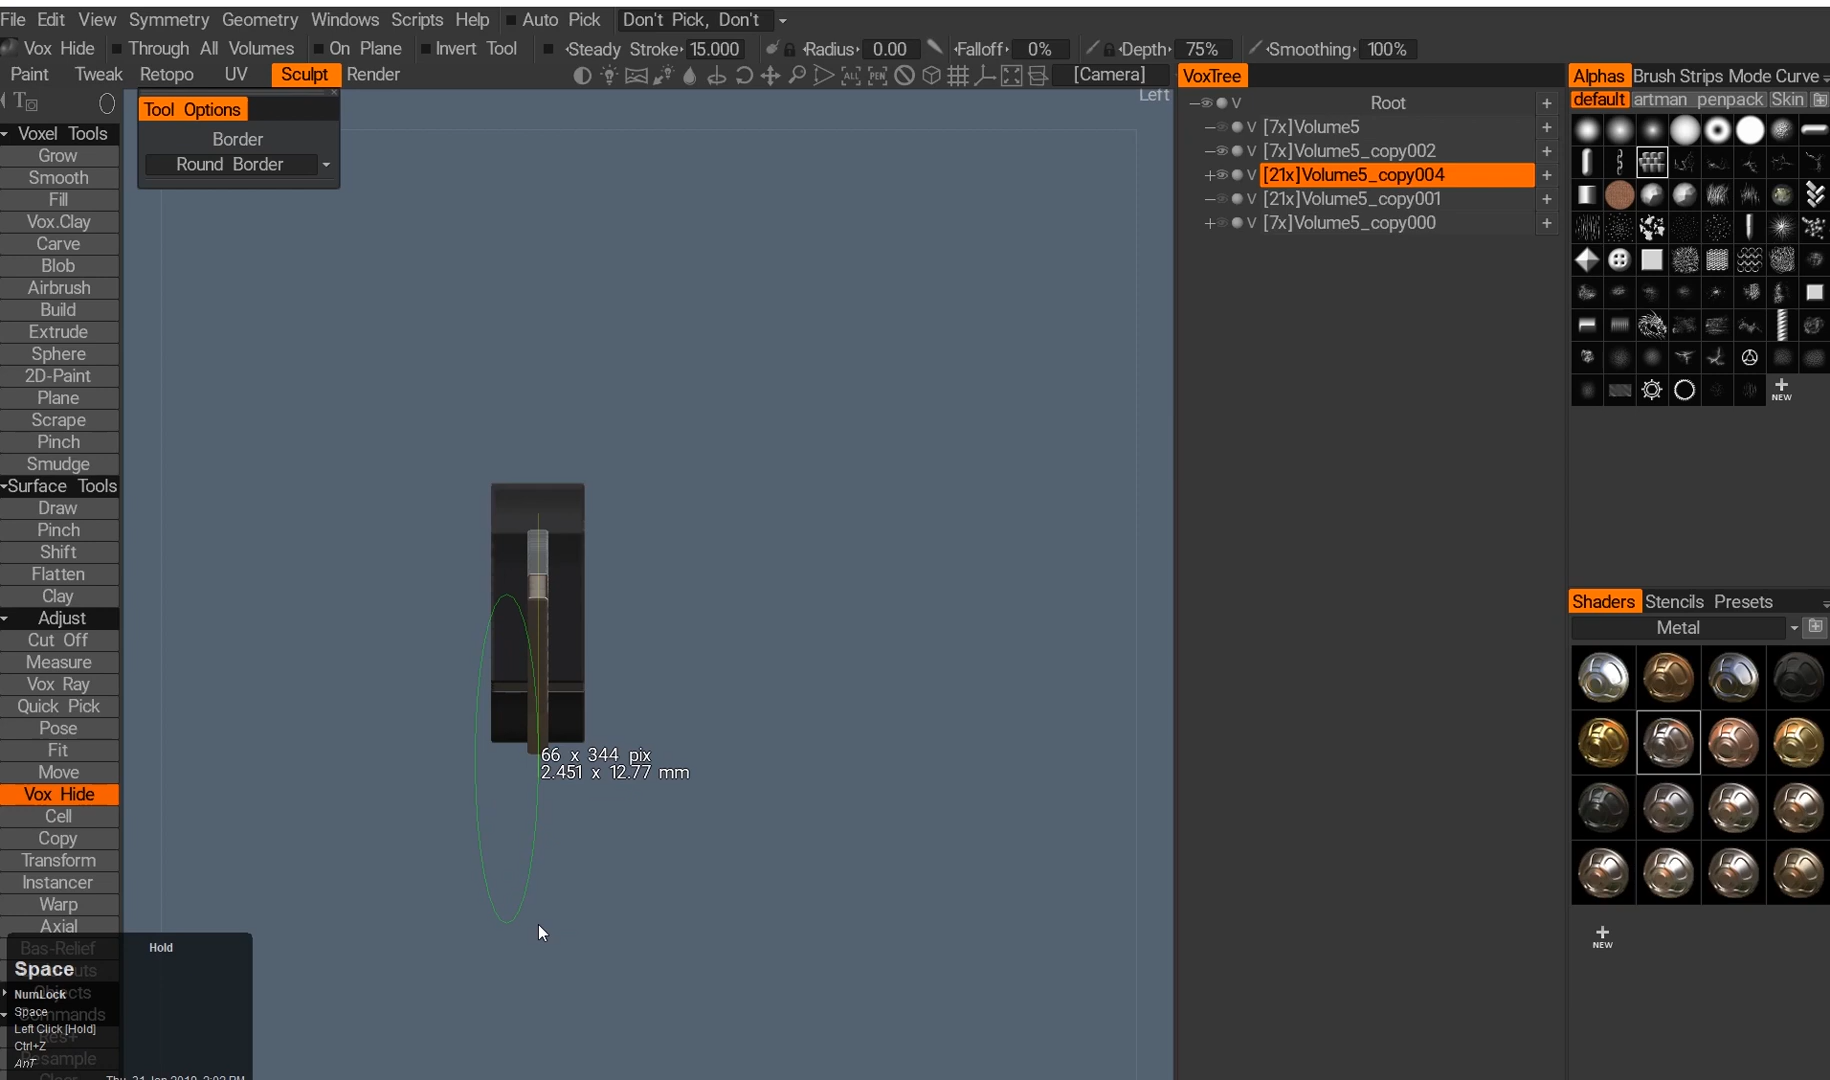 File Edit View Symmetry Geometry Windows Scripts Help Auto Pick Don't Pick, Don't
Vox Hide Through All Volumes On Plane Invert Tool Steady Stroke 15.000 Radius 0.00 Falloff 0% Depth 75% Smoothing 100%
Paint Tweak Retopo UV Sculpt Render ALL PEN [Camera]
Left
Tool Options
Border
Round Border
Voxel Tools
Grow
Smooth
Fill
Vox.Clay
Carve
Blob
Airbrush
Build
Extrude
Sphere
2D-Paint
Plane
Scrape
Pinch
Smudge
Surface Tools
Draw
Pinch
Shift
Flatten
Clay
Adjust
Cut Off
Measure
Vox Ray
Quick Pick
Pose
Fit
Move
Vox Hide
Cell
Copy
Transform
Instancer
Warp
Axial
Bas-Relief
Hold
Space
NumLock
Space
Left Click [Hold]
Ctrl+Z
AnT
66 x 344 pix
2.451 x 12.77 mm
VoxTree
V Root +
V [7x]Volume5 +
V [7x]Volume5_copy002 +
+ V [21x]Volume5_copy004 +
V [21x]Volume5_copy001 +
+ V [7x]Volume5_copy000 +
Alphas Brush Strips Mode Curve
default artman penpack Skin
+
NEW
Shaders Stencils Presets
Metal
+
NEW